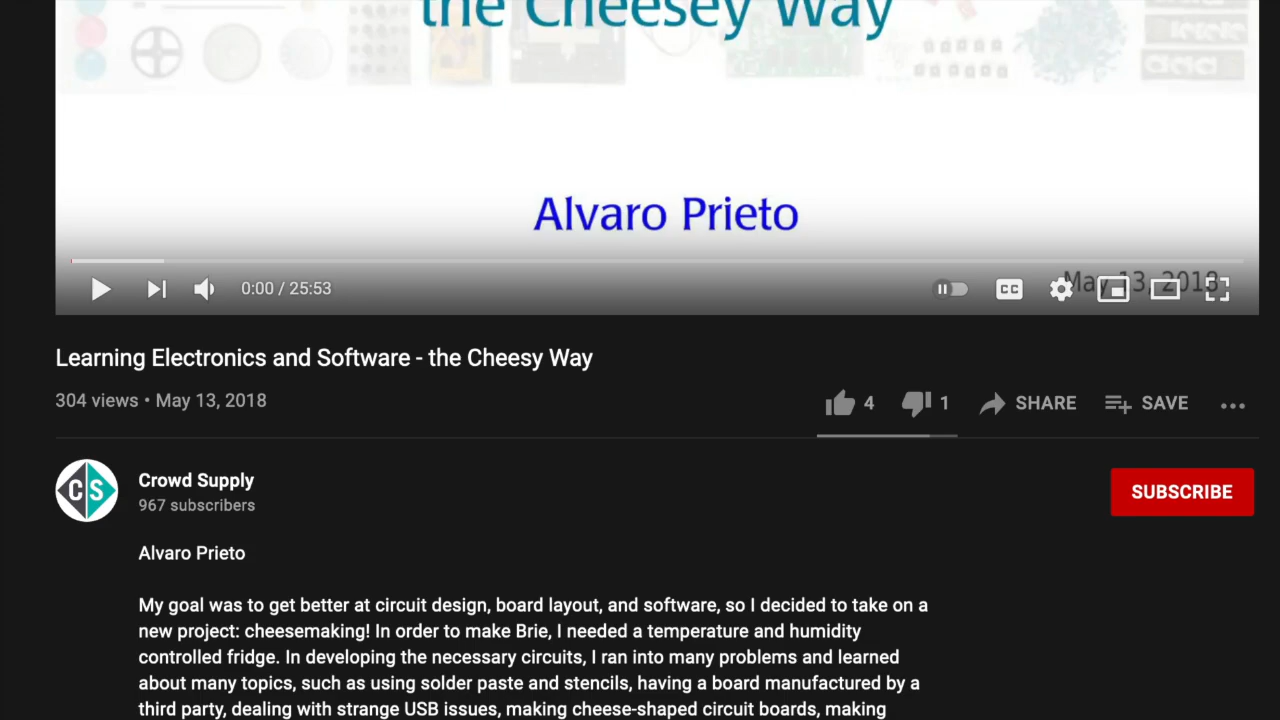 the Cheesey Way
Alvaro Prieto
May 13, 2018
0:00 / 25:53
CC
Learning Electronics and Software - the Cheesy Way
304 views • May 13, 2018
4
1
SHARE
SAVE
CS
Crowd Supply
967 subscribers
SUBSCRIBE
Alvaro Prieto
My goal was to get better at circuit design, board layout, and software, so I decided to take on a
new project: cheesemaking! In order to make Brie, I needed a temperature and humidity
controlled fridge. In developing the necessary circuits, I ran into many problems and learned
about many topics, such as using solder paste and stencils, having a board manufactured by a
third party, dealing with strange USB issues, making cheese-shaped circuit boards, making